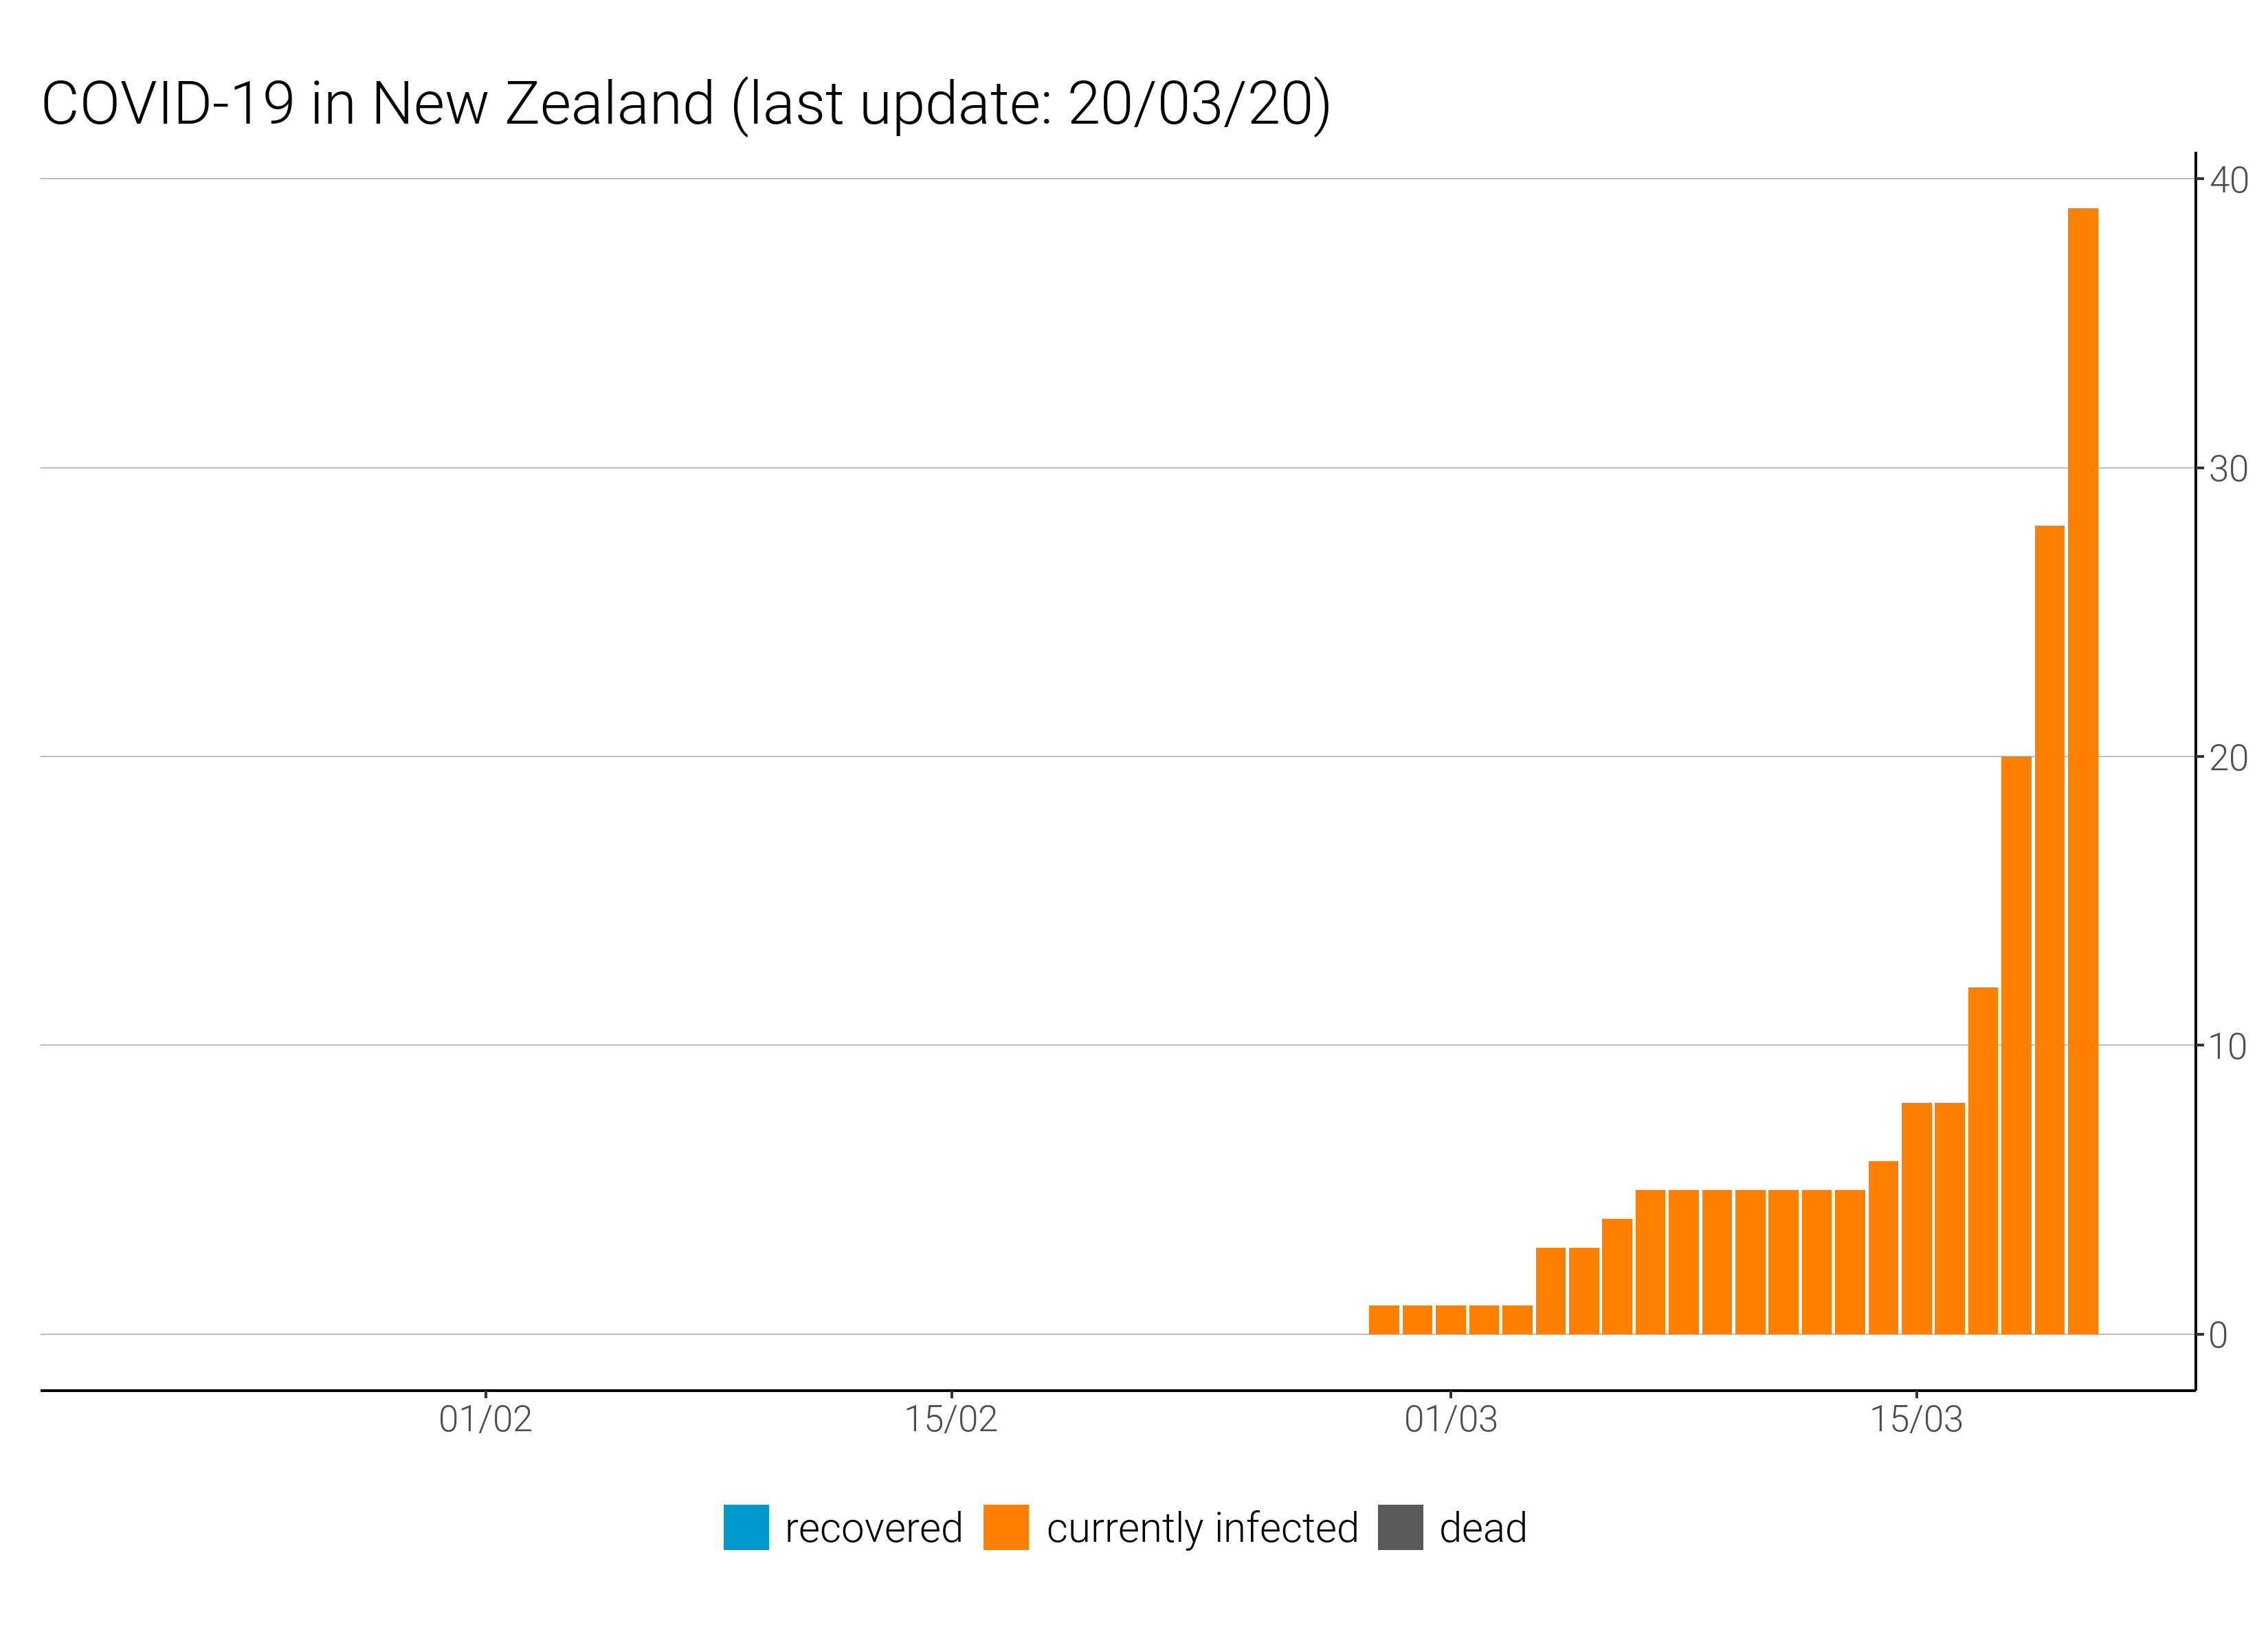 COVID-19 in New Zealand (last update: 20/03/20)
40
30
20
10
0
01/02 15/02 01/03 15/03
recovered currently infected dead